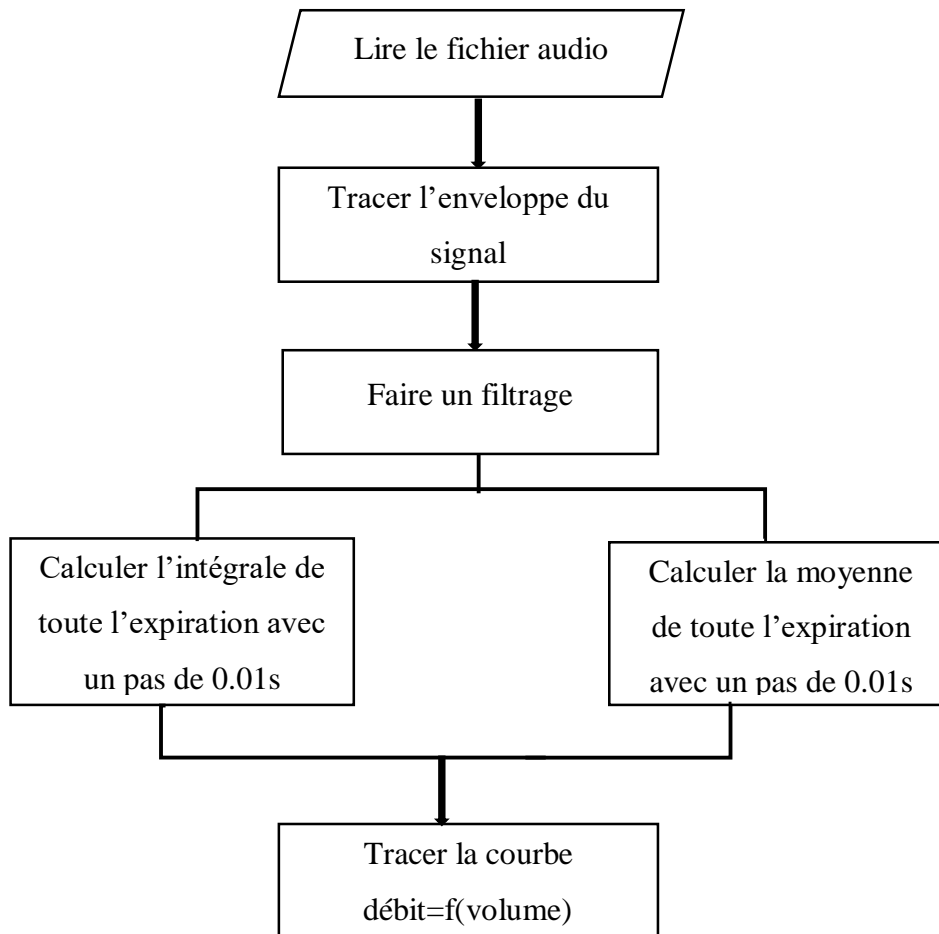 Lire le fichier audio
Tracer l’enveloppe du
signal
Faire un filtrage
Calculer l’intégrale de
toute l’expiration avec
un pas de 0.01s
Calculer la moyenne
de toute l’expiration
avec un pas de 0.01s
Tracer la courbe
débit=f(volume)